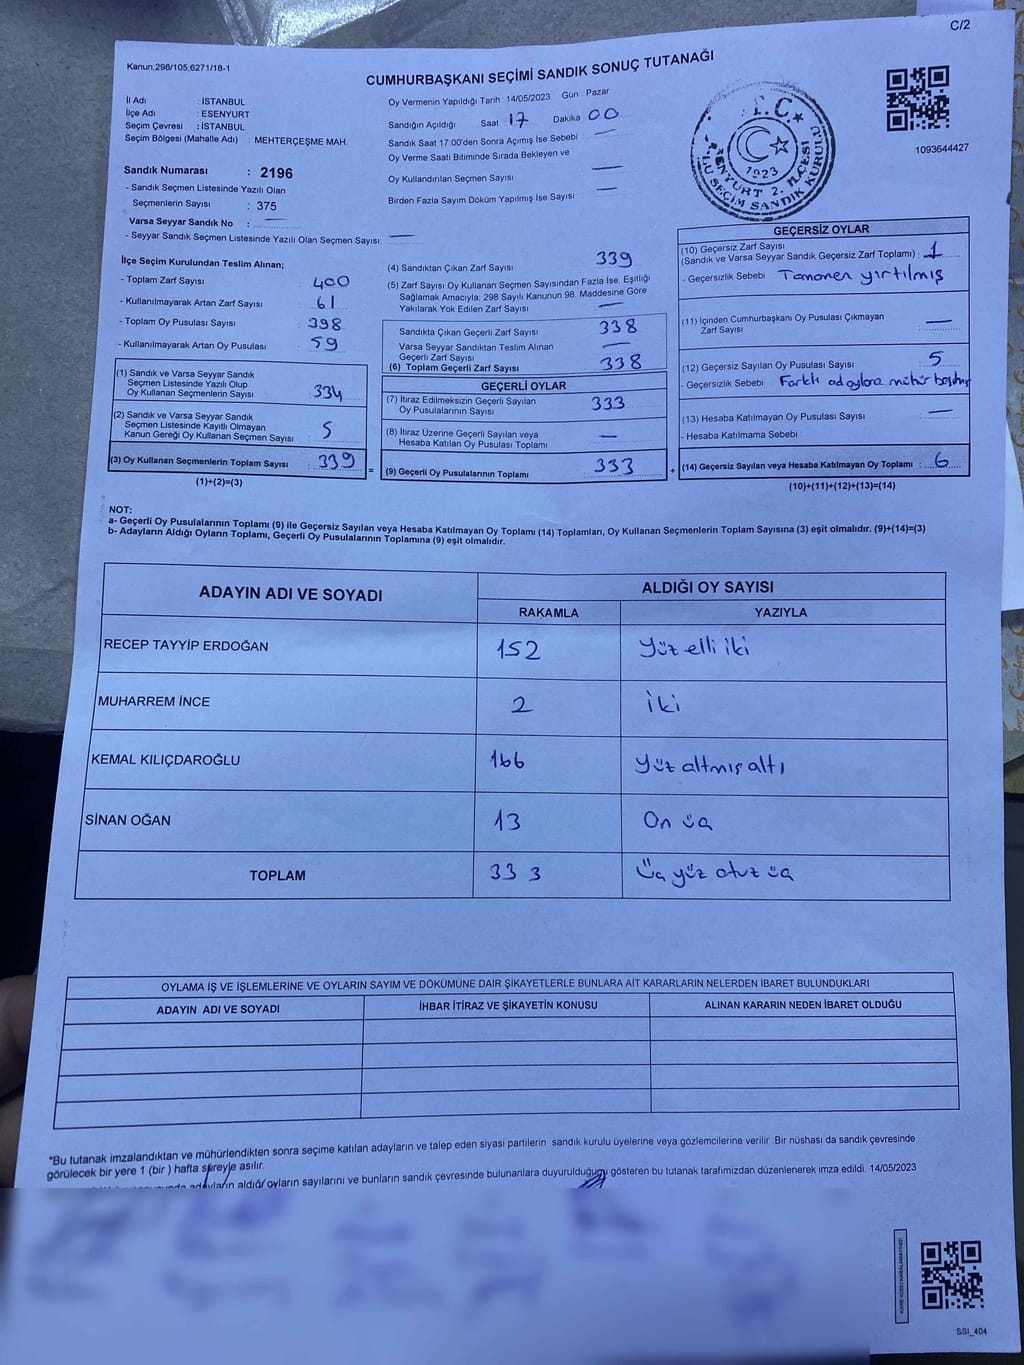 C/2
Kanun;298/105,6271/18-1
CUMHURBAŞKANI SEÇİMİ SANDIK SONUÇ TUTANAĞI
İl Adı : İSTANBUL
İlçe Adı : ESENYURT
Seçim Çevresi : İSTANBUL
Seçim Bölgesi (Mahalle Adı) : MEHTERÇEŞME MAH.
Sandık Numarası : 2196
- Sandık Seçmen Listesinde Yazılı Olan
Seçmenlerin Sayısı : 375
Varsa Seyyar Sandık No : —
- Seyyar Sandık Seçmen Listesinde Yazılı Olan Seçmen Sayısı: —
Oy Vermenin Yapıldığı Tarih : 14/05/2023 Gün : Pazar
Sandığın Açıldığı Saat 17 Dakika 00
Sandık Saat 17:00'den Sonra Açımış İse Sebebi : —
Oy Verme Saati Bitiminde Sırada Bekleyen ve
Oy Kullandırılan Seçmen Sayısı —
Birden Fazla Sayım Döküm Yapılmış İse Sayısı —
T.C.
1923
ESENYURT 2. İLÇESİ
SEÇİM SANDIK KURULU
1093644427
İlçe Seçim Kurulundan Teslim Alınan;
- Toplam Zarf Sayısı : 400
- Kullanılmayarak Artan Zarf Sayısı : 61
- Toplam Oy Pusulası Sayısı : 398
- Kullanılmayarak Artan Oy Pusulası : 59
(1) Sandık ve Varsa Seyyar Sandık
Seçmen Listesinde Yazılı Olup
Oy Kullanan Seçmenlerin Sayısı : 334
(2) Sandık ve Varsa Seyyar Sandık
Seçmen Listesinde Kayıtlı Olmayan
Kanun Gereği Oy Kullanan Seçmen Sayısı : 5
(3) Oy Kullanan Seçmenlerin Toplam Sayısı : 339
(1)+(2)=(3)
=
(4) Sandıktan Çıkan Zarf Sayısı 339
(5) Zarf Sayısı Oy Kullanan Seçmen Sayısından Fazla İse, Eşitliği
Sağlamak Amacıyla; 298 Sayılı Kanunun 98. Maddesine Göre
Yakılarak Yok Edilen Zarf Sayısı —
Sandıkta Çıkan Geçerli Zarf Sayısı 338
Varsa Seyyar Sandıktan Teslim Alınan —
Geçerli Zarf Sayısı
(6) Toplam Geçerli Zarf Sayısı 338
GEÇERLİ OYLAR
(7) İtiraz Edilmeksizin Geçerli Sayılan
Oy Pusulalarının Sayısı 333
(8) İtiraz Üzerine Geçerli Sayılan veya —
Hesaba Katılan Oy Pusulası Toplamı
(9) Geçerli Oy Pusulalarının Toplamı 333
+
GEÇERSİZ OYLAR
(10) Geçersiz Zarf Sayısı
(Sandık ve Varsa Seyyar Sandık Geçersiz Zarf Toplamı) : 1
- Geçersizlik Sebebi Tamamen yırtılmış
(11) İçinden Cumhurbaşkanı Oy Pusulası Çıkmayan
Zarf Sayısı : —
(12) Geçersiz Sayılan Oy Pusulası Sayısı : 5
- Geçersizlik Sebebi Farklı adaylara mühür basılmış
(13) Hesaba Katılmayan Oy Pusulası Sayısı : —
- Hesaba Katılmama Sebebi :
(14) Geçersiz Sayılan veya Hesaba Katılmayan Oy Toplamı : 6
(10)+(11)+(12)+(13)=(14)
NOT:
a- Geçerli Oy Pusulalarının Toplamı (9) ile Geçersiz Sayılan veya Hesaba Katılmayan Oy Toplamı (14) Toplamları, Oy Kullanan Seçmenlerin Toplam Sayısına (3) eşit olmalıdır. (9)+(14)=(3)
b- Adayların Aldığı Oyların Toplamı, Geçerli Oy Pusulalarının Toplamına (9) eşit olmalıdır.
ADAYIN ADI VE SOYADI ALDIĞI OY SAYISI
RAKAMLA YAZIYLA
RECEP TAYYİP ERDOĞAN 152 Yüz elli iki
MUHARREM İNCE 2 iki
KEMAL KILIÇDAROĞLU 166 Yüz altmış altı
SİNAN OĞAN 13 On üç
TOPLAM 333 Üç yüz otuz üç
OYLAMA İŞ VE İŞLEMLERİNE VE OYLARIN SAYIM VE DÖKÜMÜNE DAİR ŞİKAYETLERLE BUNLARA AİT KARARLARIN NELERDEN İBARET BULUNDUKLARI
ADAYIN ADI VE SOYADI İHBAR İTİRAZ VE ŞİKAYETİN KONUSU ALINAN KARARIN NEDEN İBARET OLDUĞU
*Bu tutanak imzalandıktan ve mühürlendikten sonra seçime katılan adayların ve talep eden siyasi partilerin sandık kurulu üyelerine veya gözlemcilerine verilir. Bir nüshası da sandık çevresinde
görülecek bir yere 1 (bir) hafta süreyle asılır.
adayların aldığı oyların sayılarını ve bunların sandık çevresinde bulunanlara duyurulduğunu gösteren bu tutanak tarafımızdan düzenlenerek imza edildi. 14/05/2023
KARE KODU KARALAMAYINIZ!
SSI_404